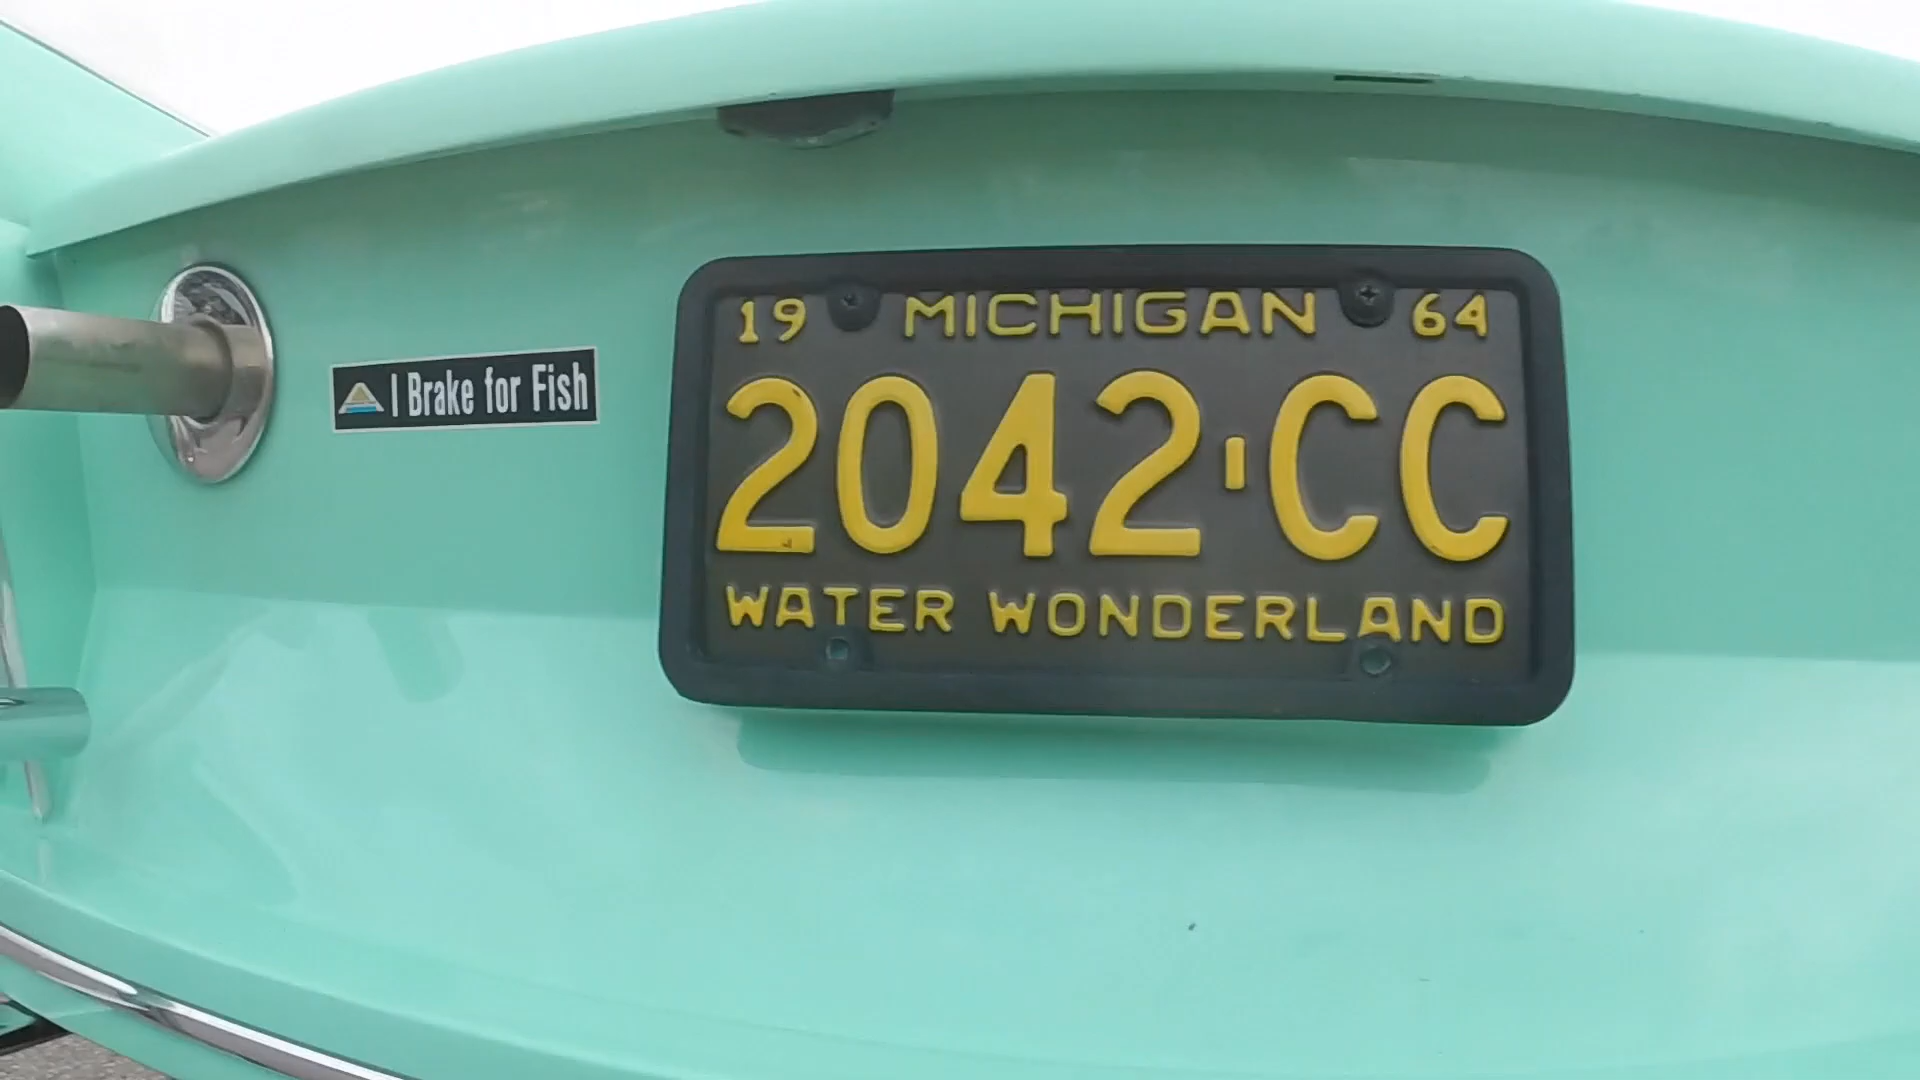 I Brake for Fish
19 MICHIGAN 64
2042-CC
WATER WONDERLAND